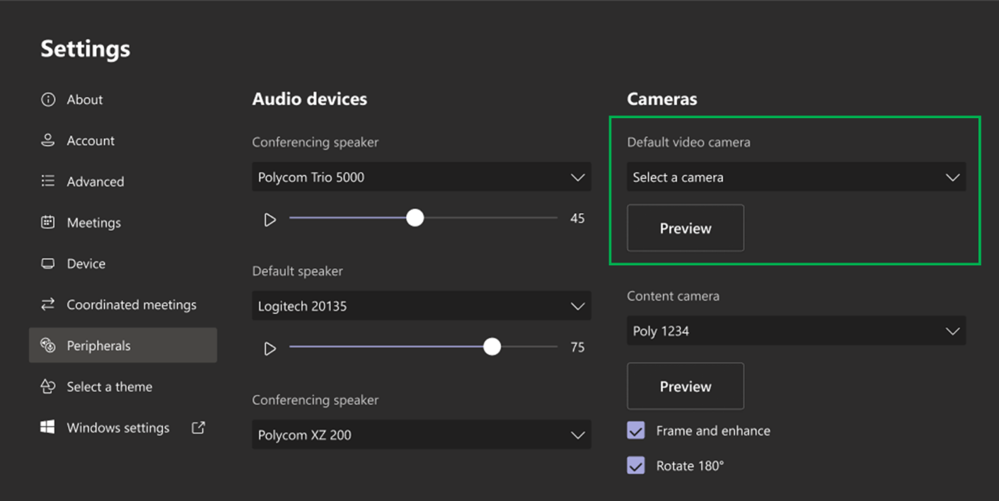 Settings
About
Account
Advanced
Meetings
Device
Coordinated meetings
Peripherals
Select a theme
Windows settings
Audio devices
Conferencing speaker
Polycom Trio 5000
45
Default speaker
Logitech 20135
75
Conferencing speaker
Polycom XZ 200
Cameras
Default video camera
Select a camera
Preview
Content camera
Poly 1234
Preview
Frame and enhance
Rotate 180°